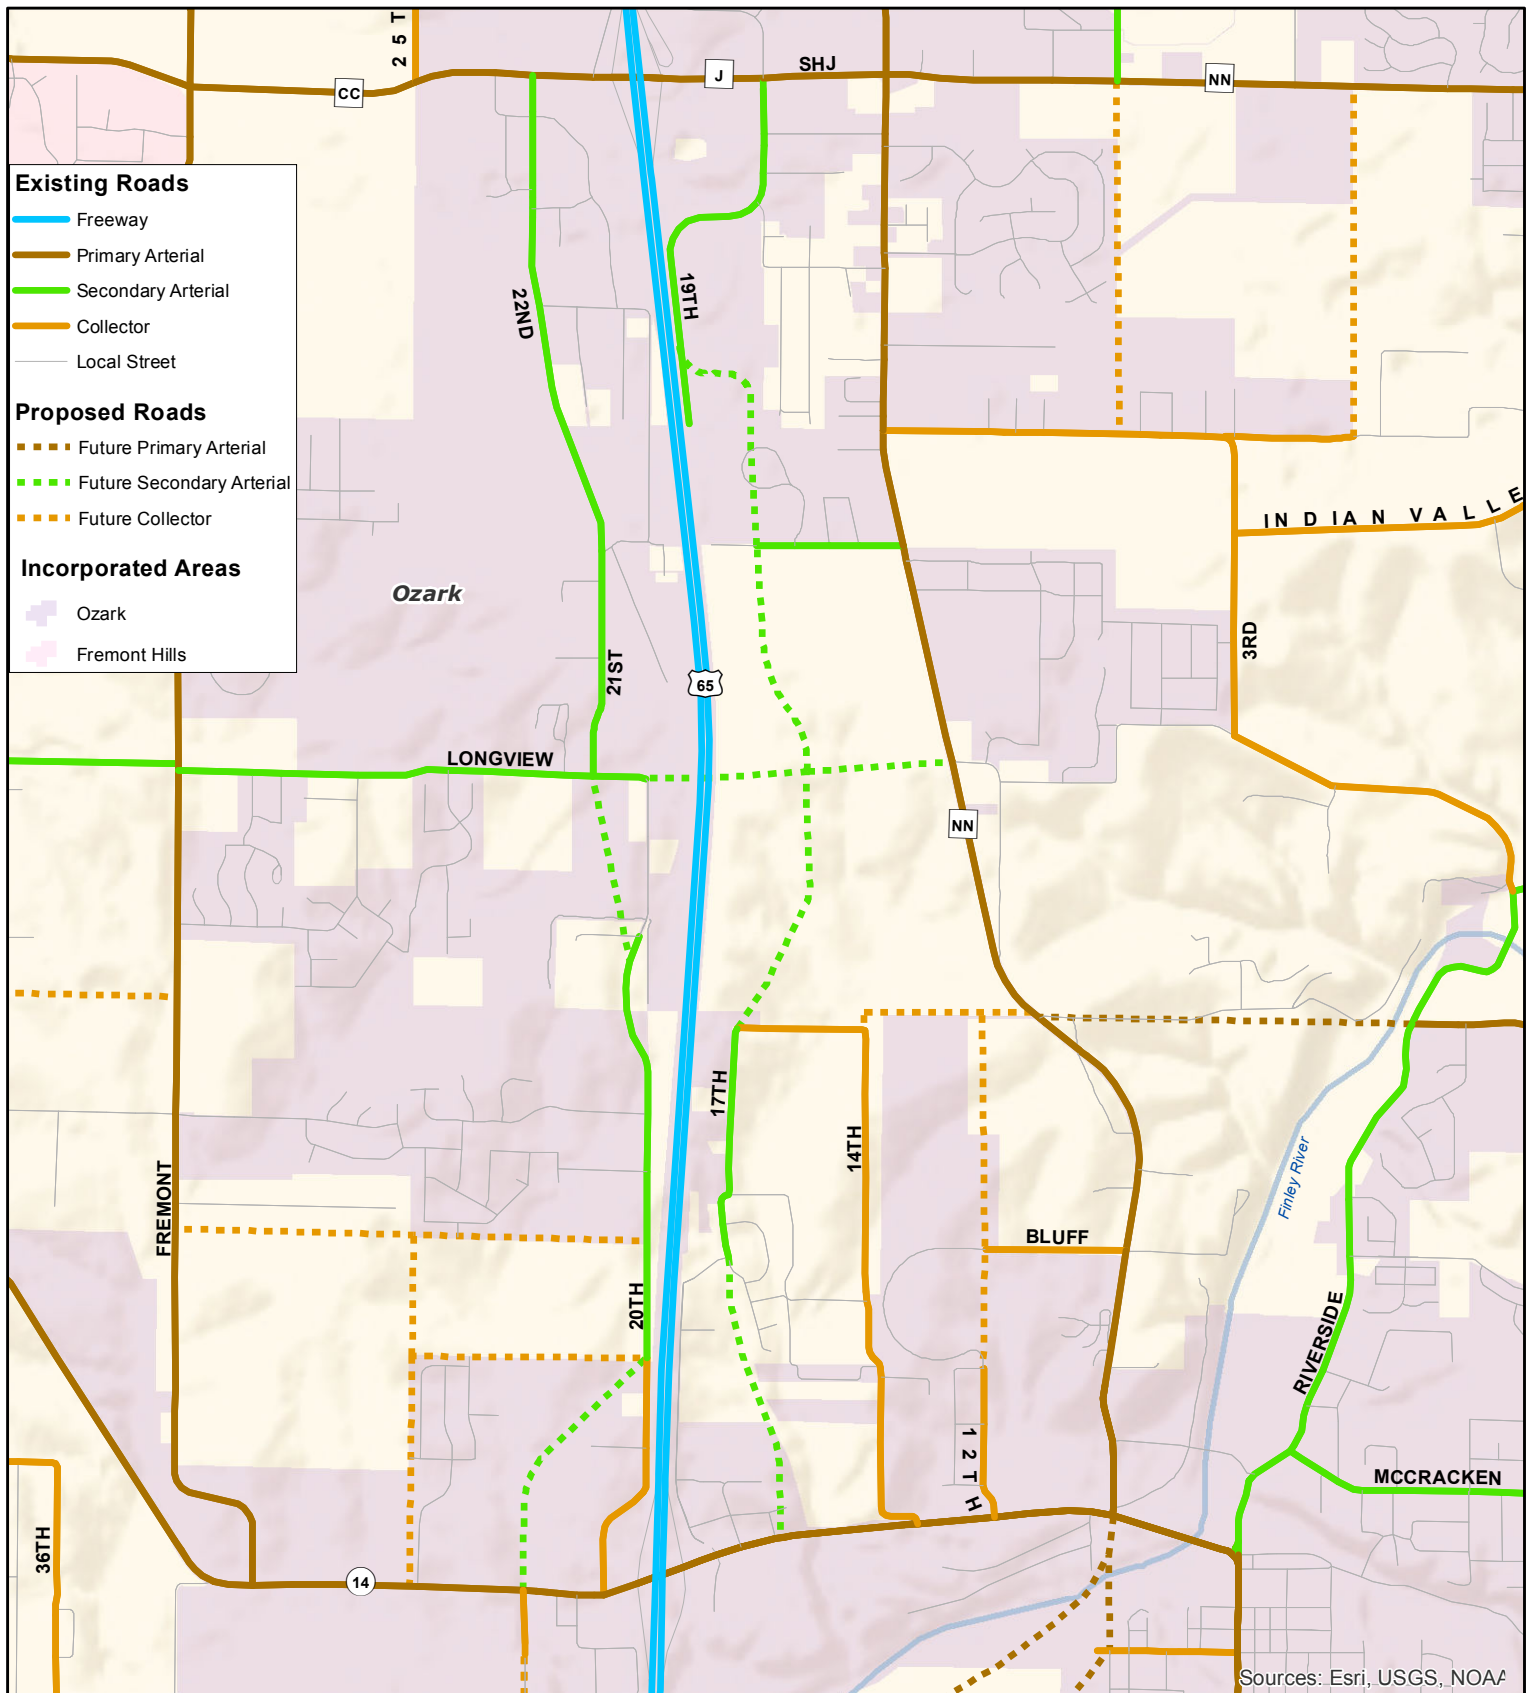 25T
SHJ
J
CC
NN
Existing Roads
Freeway
Primary Arterial
Secondary Arterial
Collector
Local Street
Proposed Roads
Future Primary Arterial
Future Secondary Arterial
Future Collector
Incorporated Areas
Ozark
Fremont Hills
22ND
19TH
INDIAN VALLE
Ozark
3RD
21ST
65
LONGVIEW
NN
17TH
14TH
FREMONT
Finley River
BLUFF
20TH
RIVERSIDE
12TH
MCCRACKEN
36TH
14
Sources: Esri, USGS, NOAA